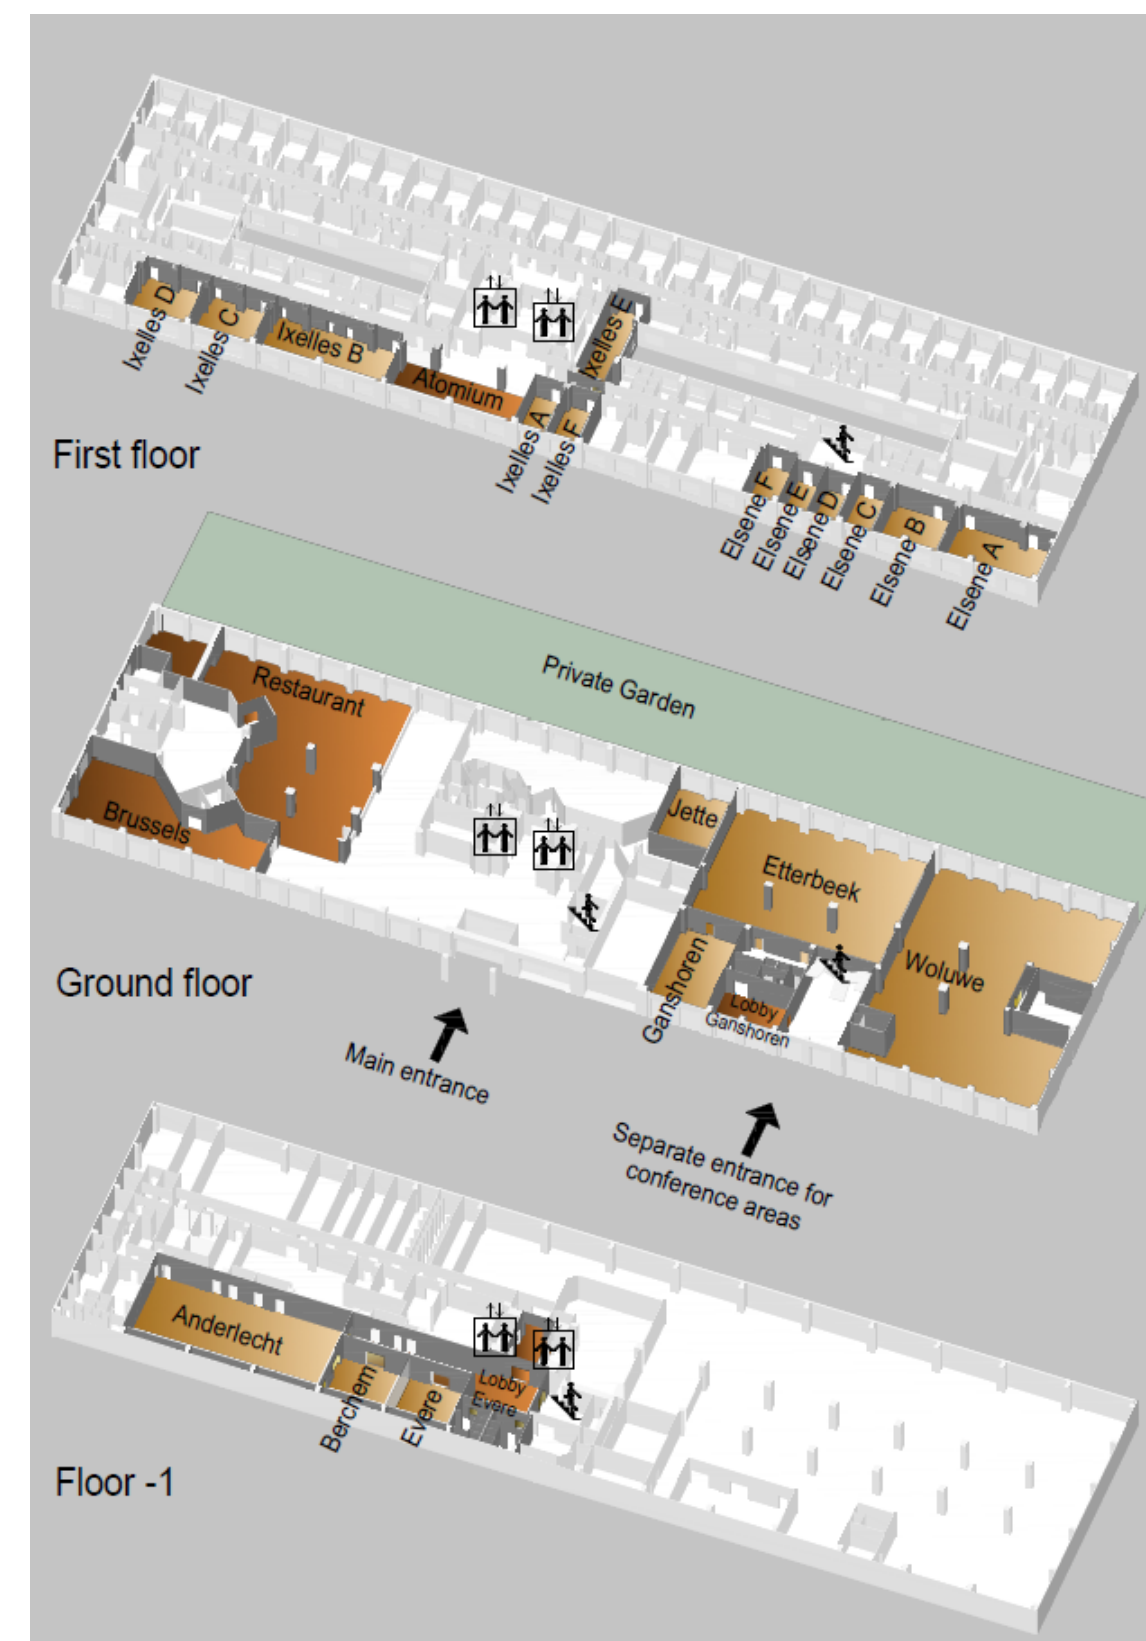 Ixelles D
Ixelles C
Ixelles B
Atomium
Ixelles A
Ixelles F
Ixelles E
Elsene F
Elsene E
Elsene D
Elsene C
Elsene B
Elsene A
First floor
Private Garden
Restaurant
Brussels
Jette
Etterbeek
Woluwe
Ganshoren
Lobby
Ganshoren
Ground floor
Main entrance
Separate entrance for
conference areas
Anderlecht
Berchem
Evere
Lobby
Evere
Floor -1